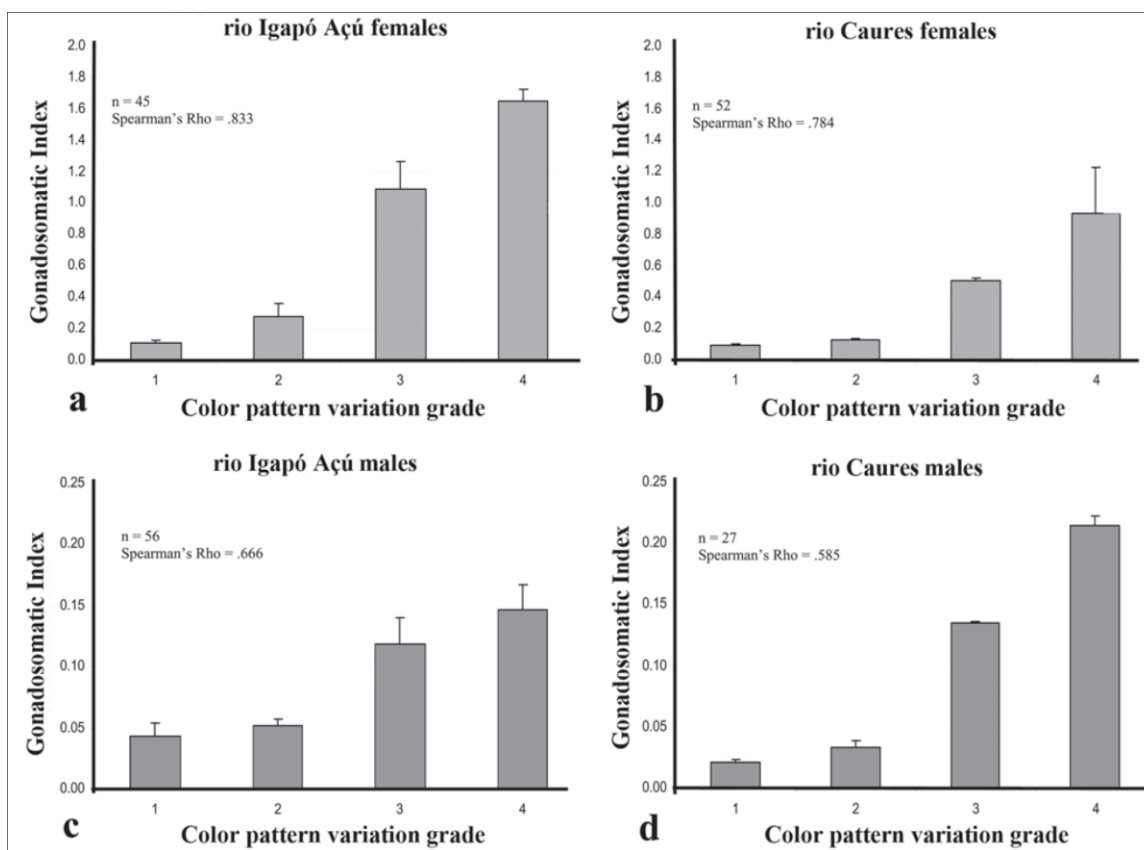 rio Igapó Açú females
2.0
1.8
1.6
1.4
1.2
1.0
0.8
0.6
0.4
0.2
0.0
n = 45
Spearman's Rho = .833
Gonadosomatic Index
1 2 3 4
a
Color pattern variation grade
rio Caures females
2.0
1.8
1.6
1.4
1.2
1.0
0.8
0.6
0.4
0.2
0.0
n = 52
Spearman's Rho = .784
Gonadosomatic Index
1 2 3 4
b
Color pattern variation grade
rio Igapó Açú males
0.25
0.20
0.15
0.10
0.05
0.00
n = 56
Spearman's Rho = .666
Gonadosomatic Index
1 2 3 4
c
Color pattern variation grade
rio Caures males
0.25
0.20
0.15
0.10
0.05
0.00
n = 27
Spearman's Rho = .585
Gonadosomatic Index
1 2 3 4
d
Color pattern variation grade